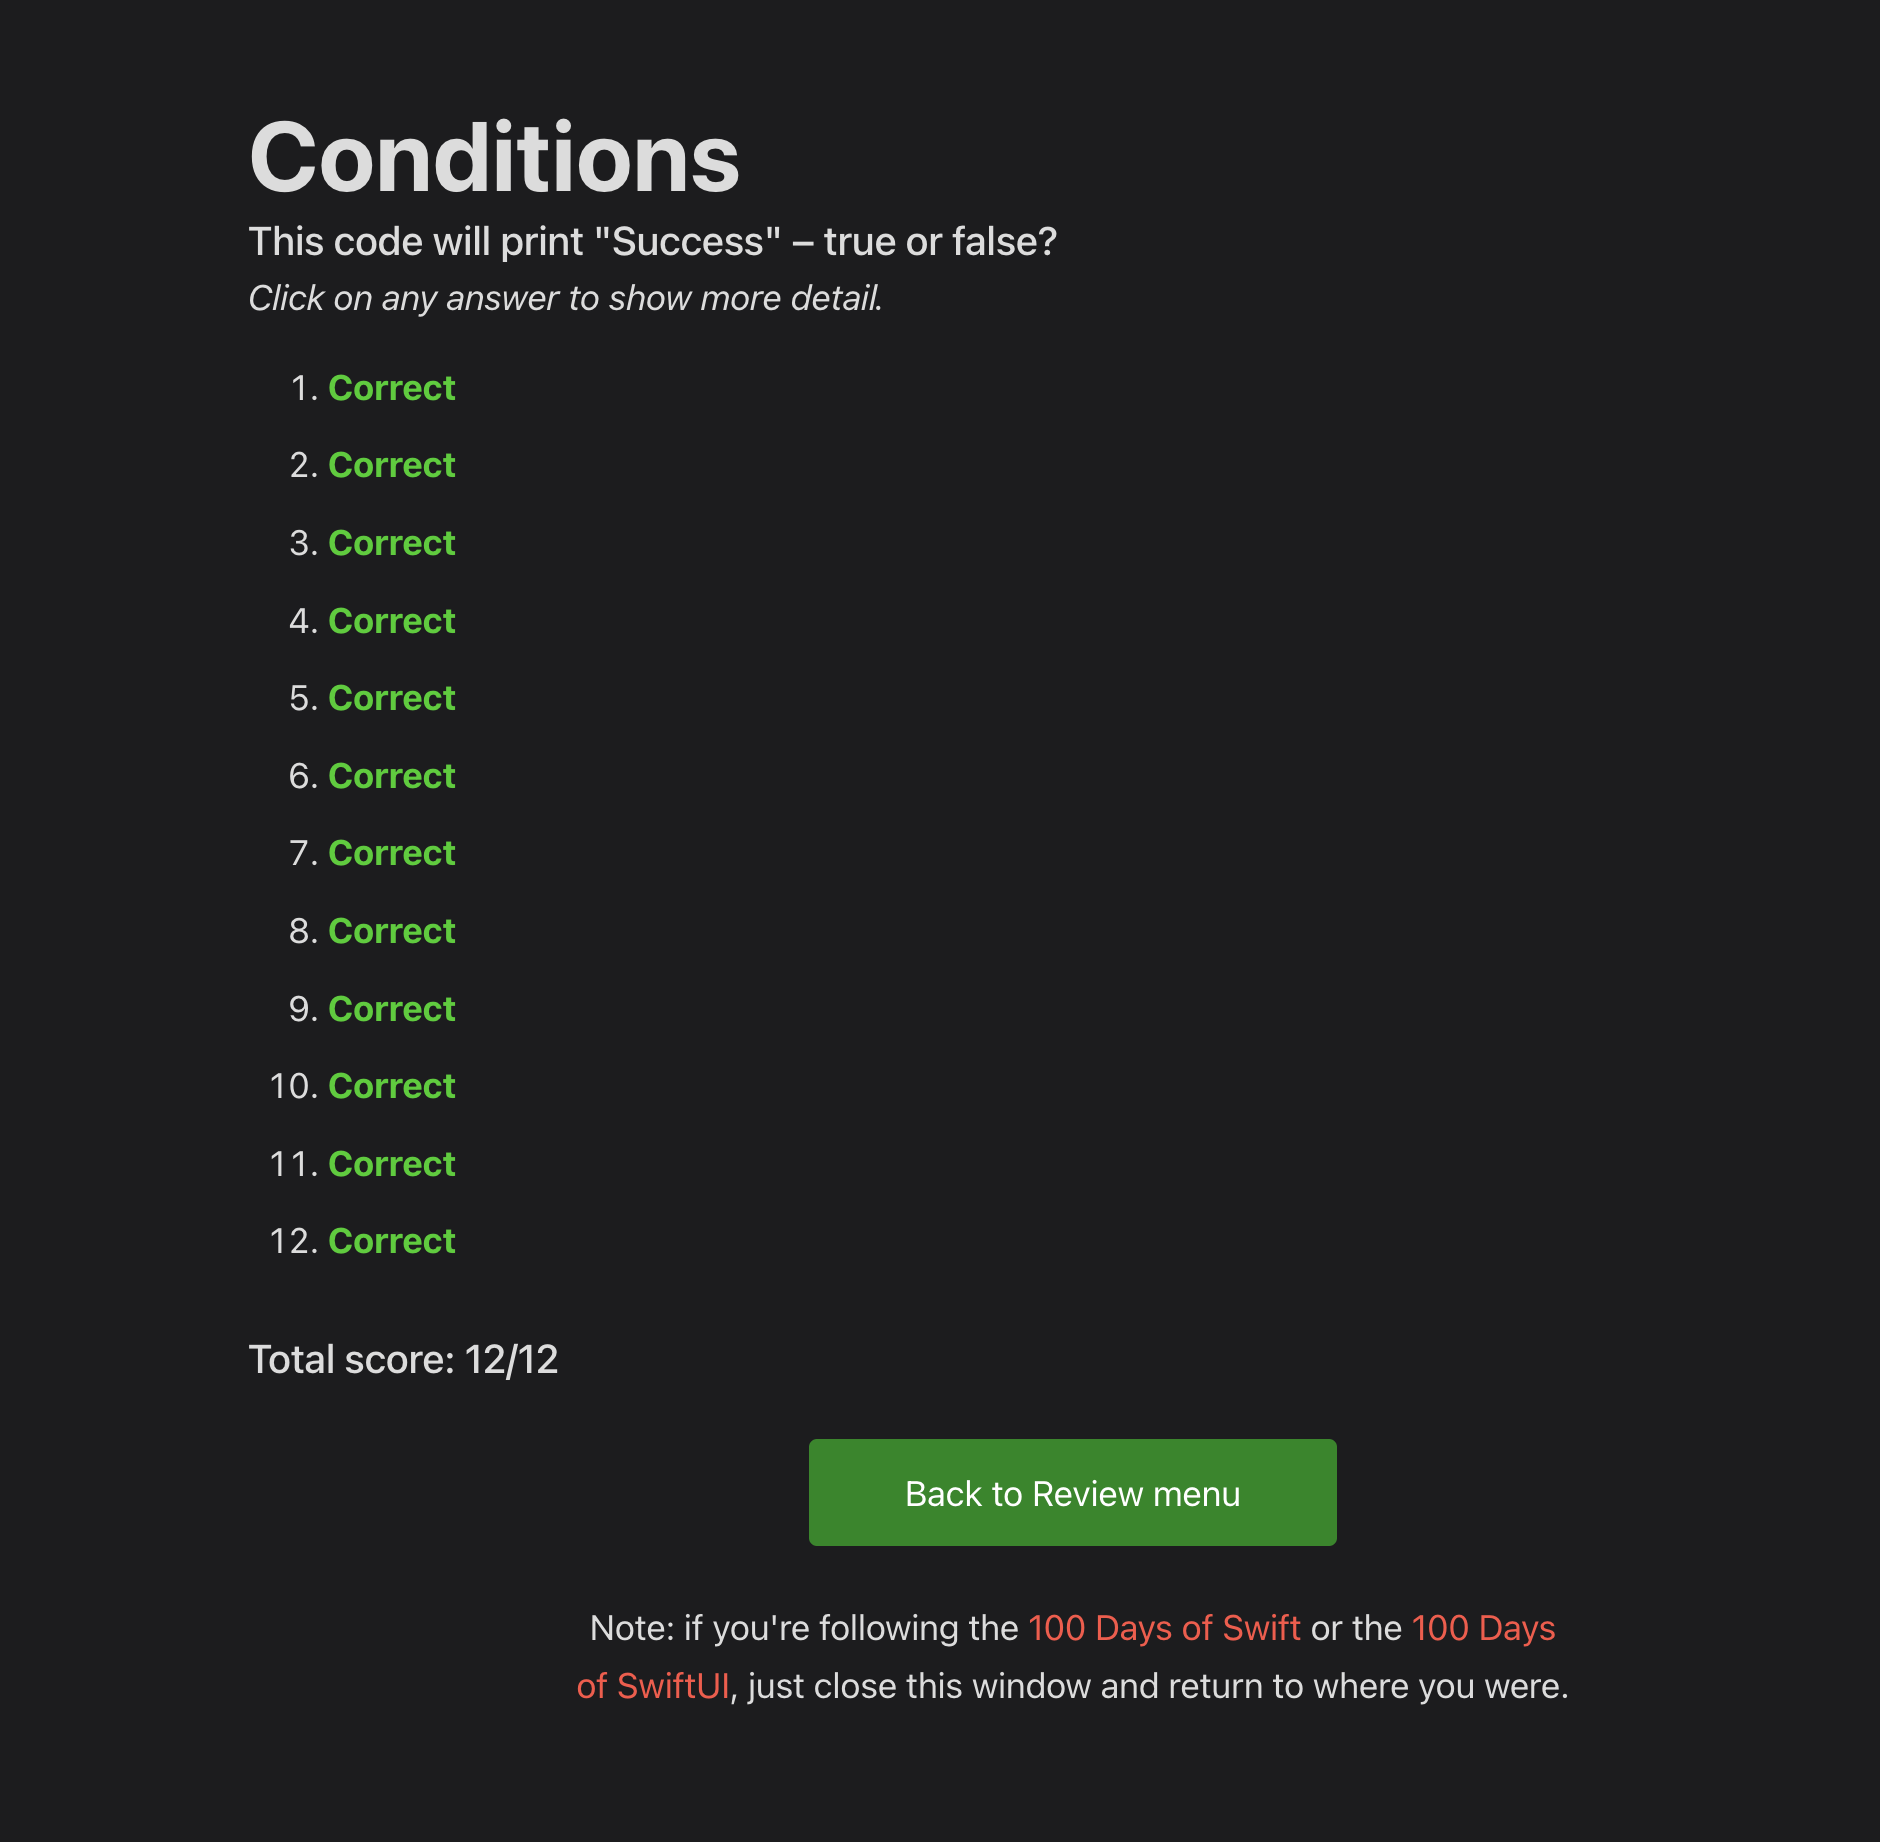 Conditions
This code will print "Success" – true or false?
Click on any answer to show more detail.
1. Correct
2. Correct
3. Correct
4. Correct
5. Correct
6. Correct
7. Correct
8. Correct
9. Correct
10. Correct
11. Correct
12. Correct
Total score: 12/12
Back to Review menu
Note: if you're following the 100 Days of Swift or the 100 Days
of SwiftUI, just close this window and return to where you were.